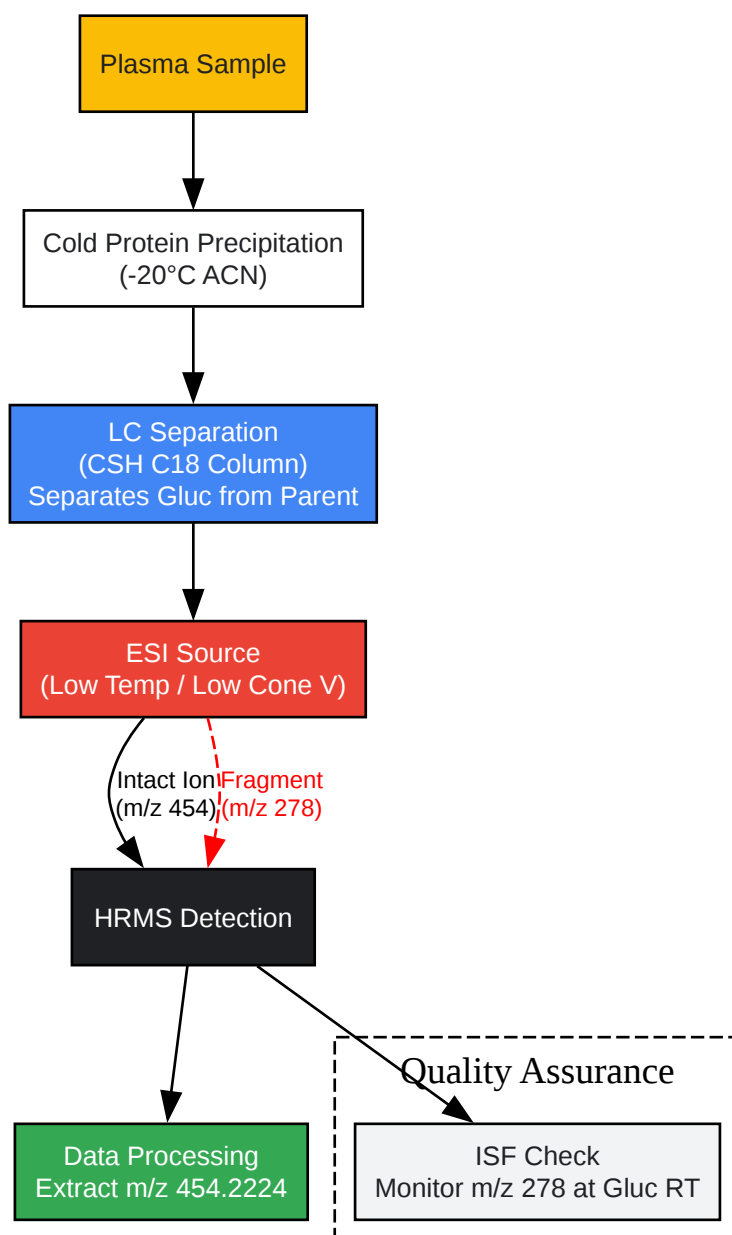 Plasma Sample
Cold Protein Precipitation
(-20°C ACN)
LC Separation
(CSH C18 Column)
Separates Gluc from Parent
ESI Source
(Low Temp / Low Cone V)
Intact Ion
(m/z 454)
Fragment
(m/z 278)
HRMS Detection
Quality Assurance
Data Processing
Extract m/z 454.2224
ISF Check
Monitor m/z 278 at Gluc RT